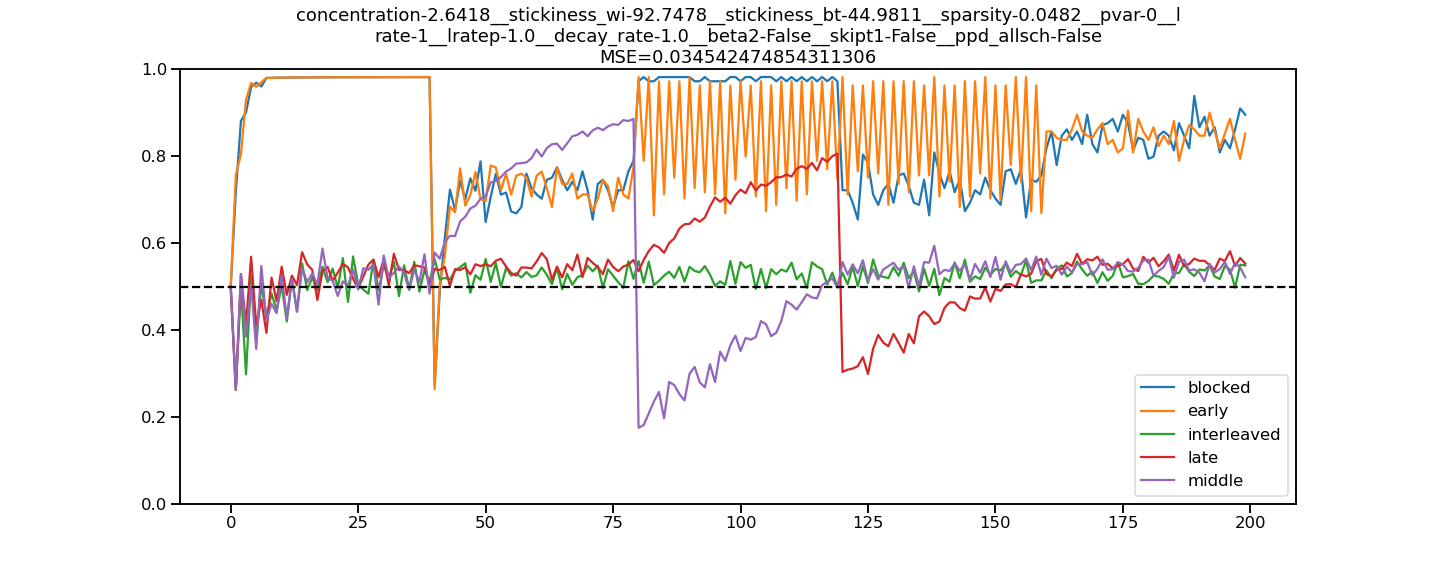 concentration-2.6418__stickiness_wi-92.7478__stickiness_bt-44.9811__sparsity-0.0482__pvar-0__l
rate-1__lratep-1.0__decay_rate-1.0__beta2-False__skipt1-False__ppd_allsch-False
MSE=0.034542474854311306
1.0
0.8
0.6
0.4
0.2
0.0
0 25 50 75 100 125 150 175 200
blocked
early
interleaved
late
middle